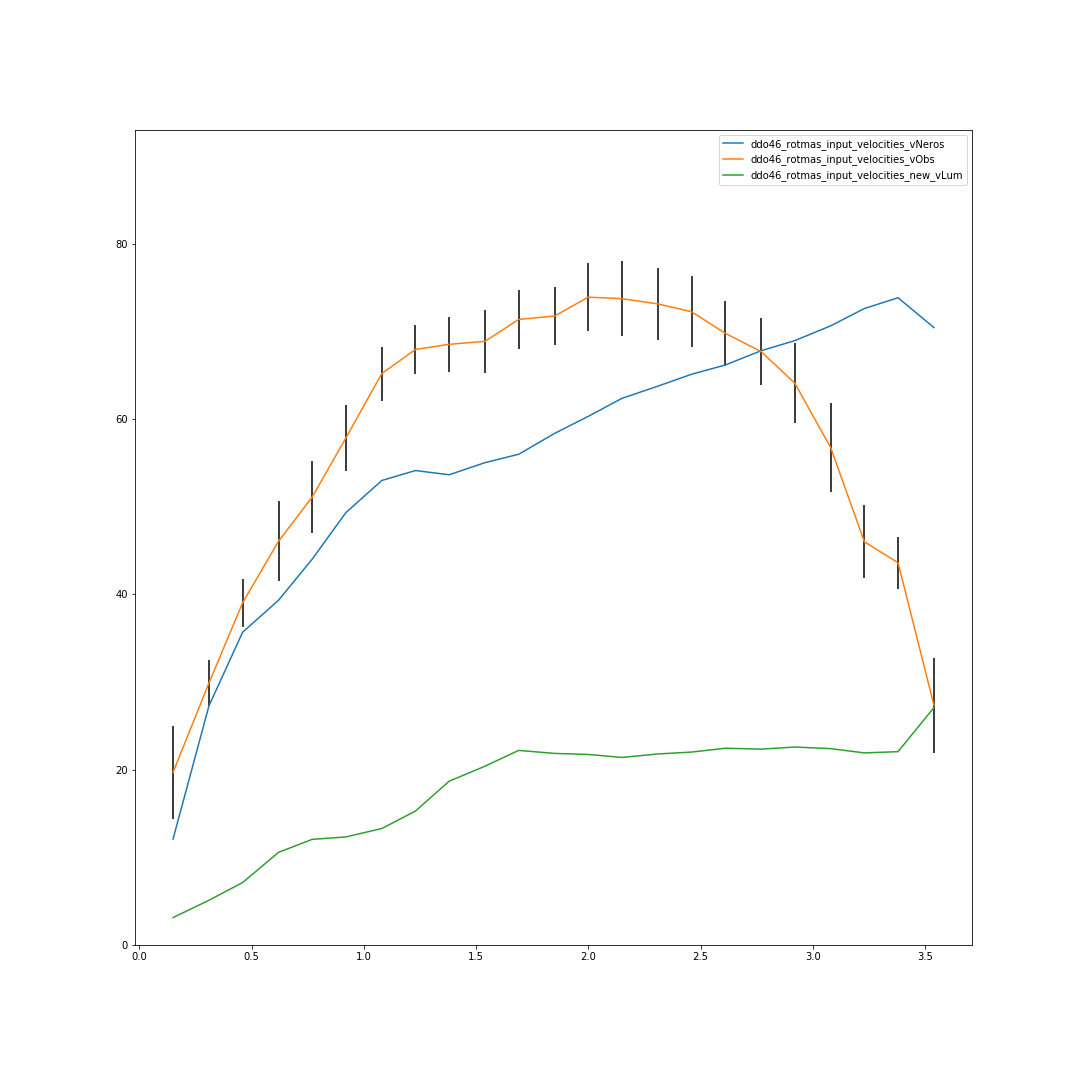 ddo46_rotmas_input_velocities_vNeros
ddo46_rotmas_input_velocities_vObs
ddo46_rotmas_input_velocities_new_vLum
80
60
40
20
0
0.0 0.5 1.0 1.5 2.0 2.5 3.0 3.5